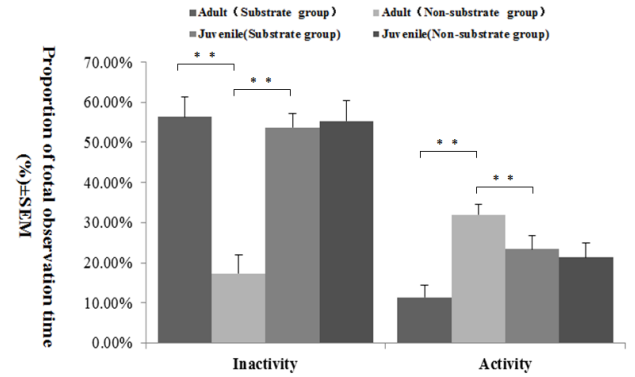 Adult（Substrate group） Adult（Non-substrate group）
Juvenile(Substrate group) Juvenile(Non-substrate group)
Proportion of total observation time
(%)±SEM
70.00%
60.00%
50.00%
40.00%
30.00%
20.00%
10.00%
0.00%
* *
* *
* *
* *
Inactivity Activity